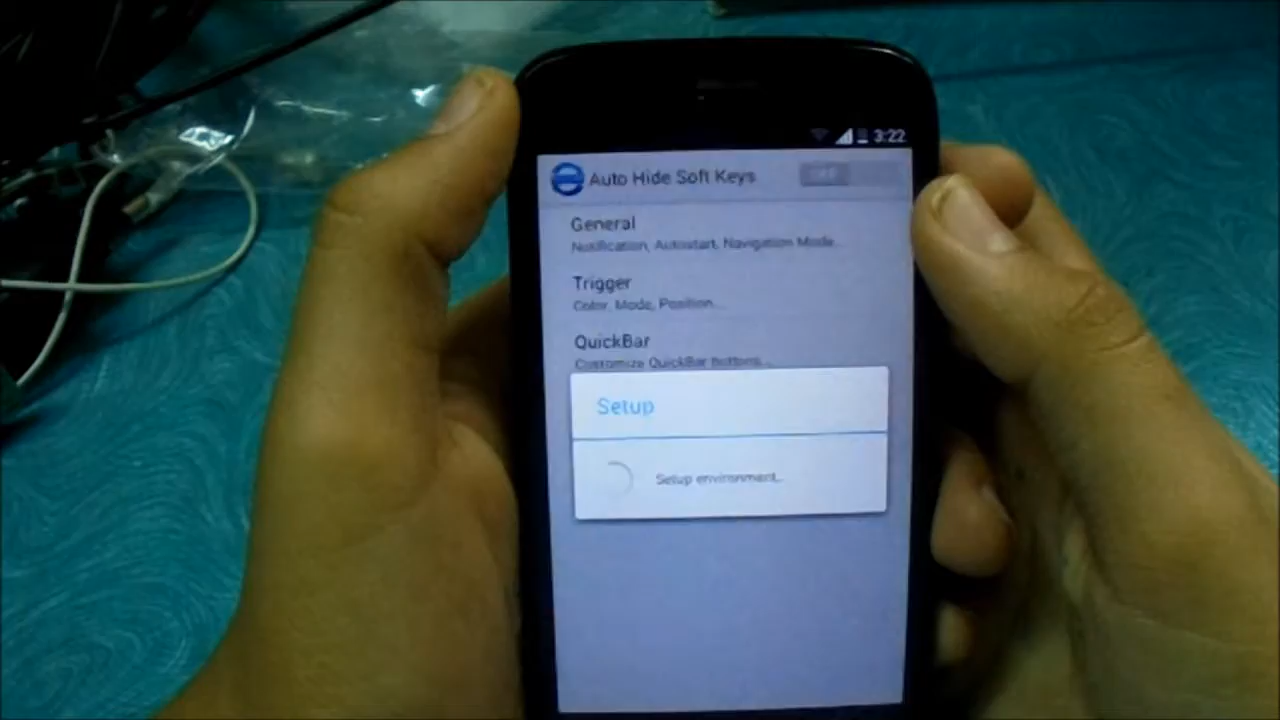 3:22
Auto Hide Soft Keys
OFF
General
Notification, Autostart, Navigation Mode...
Trigger
Color, Mode, Position...
QuickBar
Customize QuickBar buttons...
Setup
Setup environment...